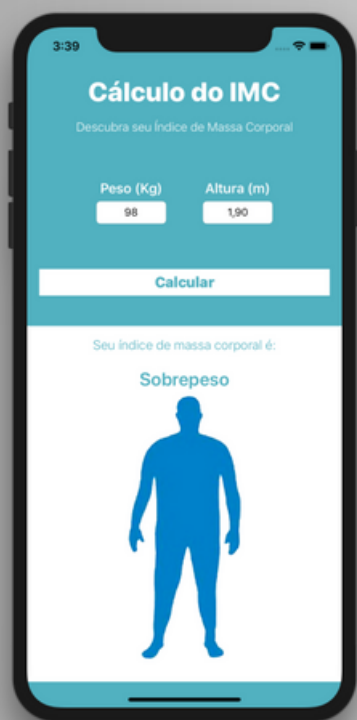 3:39
Cálculo do IMC
Descubra seu Índice de Massa Corporal
Peso (Kg) Altura (m)
98 1,90
Calcular
Seu índice de massa corporal é:
Sobrepeso